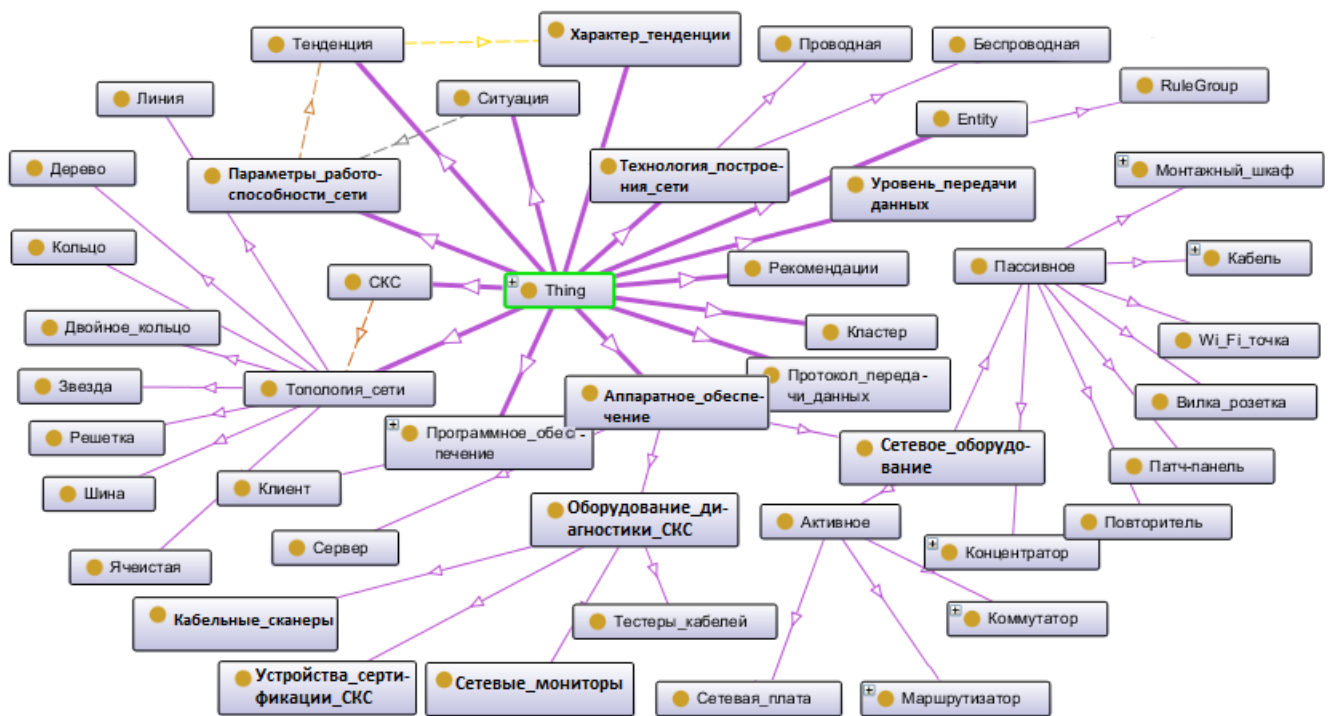 Тенденция
Характер_тенденции
Проводная
Беспроводная
Линия
Ситуация
Entity
RuleGroup
Дерево
Параметры_работо-
способности_сети
Технология_построе-
ния_сети
Уровень_передачи
данных
Монтажный_шкаф
Кольцо
СКС
Thing
Рекомендации
Пассивное
Кабель
Двойное_кольцо
Кластер
Wi_Fi_точка
Звезда
Топология_сети
Аппаратное_обеспе-
чение
Протокол_переда-
чи_данных
Вилка_розетка
Решетка
Программное_обес -
печение
Сетевое_оборудо-
вание
Патч-панель
Шина
Клиент
Оборудование_ди-
агностики_СКС
Активное
Повторитель
Ячеистая
Сервер
Концентратор
Кабельные_сканеры
Тестеры_кабелей
Коммутатор
Устройства_серти-
фикации_СКС
Сетевые_мониторы
Сетевая_плата
Маршрутизатор